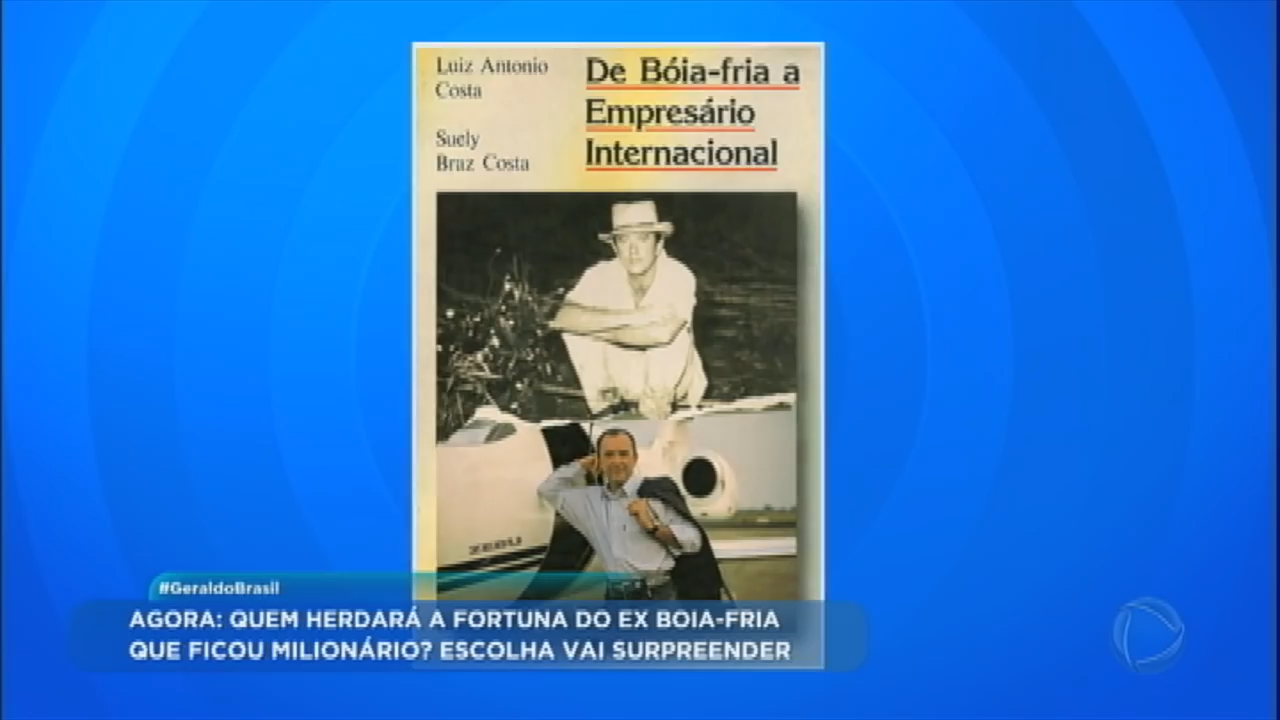 Luiz Antonio
Costa
Suely
Braz Costa
De Bóia-fria a
Empresário
Internacional
#GeraldoBrasil
AGORA: QUEM HERDARÁ A FORTUNA DO EX BOIA-FRIA
QUE FICOU MILIONÁRIO? ESCOLHA VAI SURPREENDER